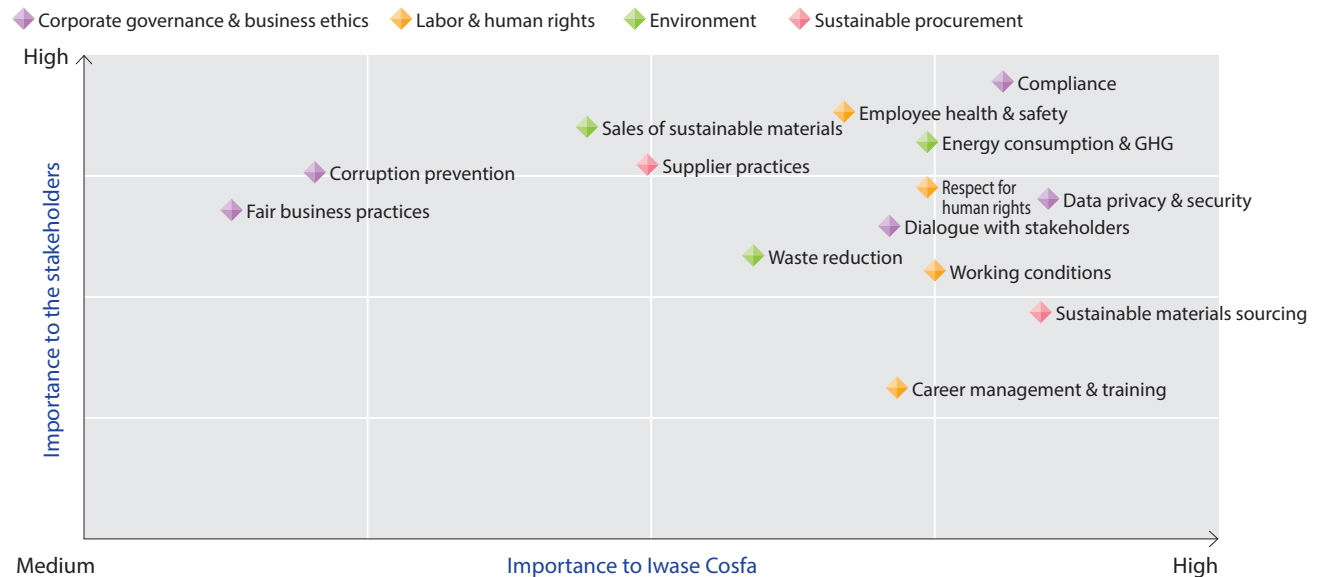 Corporate governance & business ethics
Labor & human rights
Environment
Sustainable procurement
High
Compliance
Employee health & safety
Sales of sustainable materials
Energy consumption & GHG
Supplier practices
Corruption prevention
Respect for
human rights
Data privacy & security
Fair business practices
Dialogue with stakeholders
Waste reduction
Working conditions
Sustainable materials sourcing
Career management & training
Importance to the stakeholders
Medium
Importance to Iwase Cosfa
High